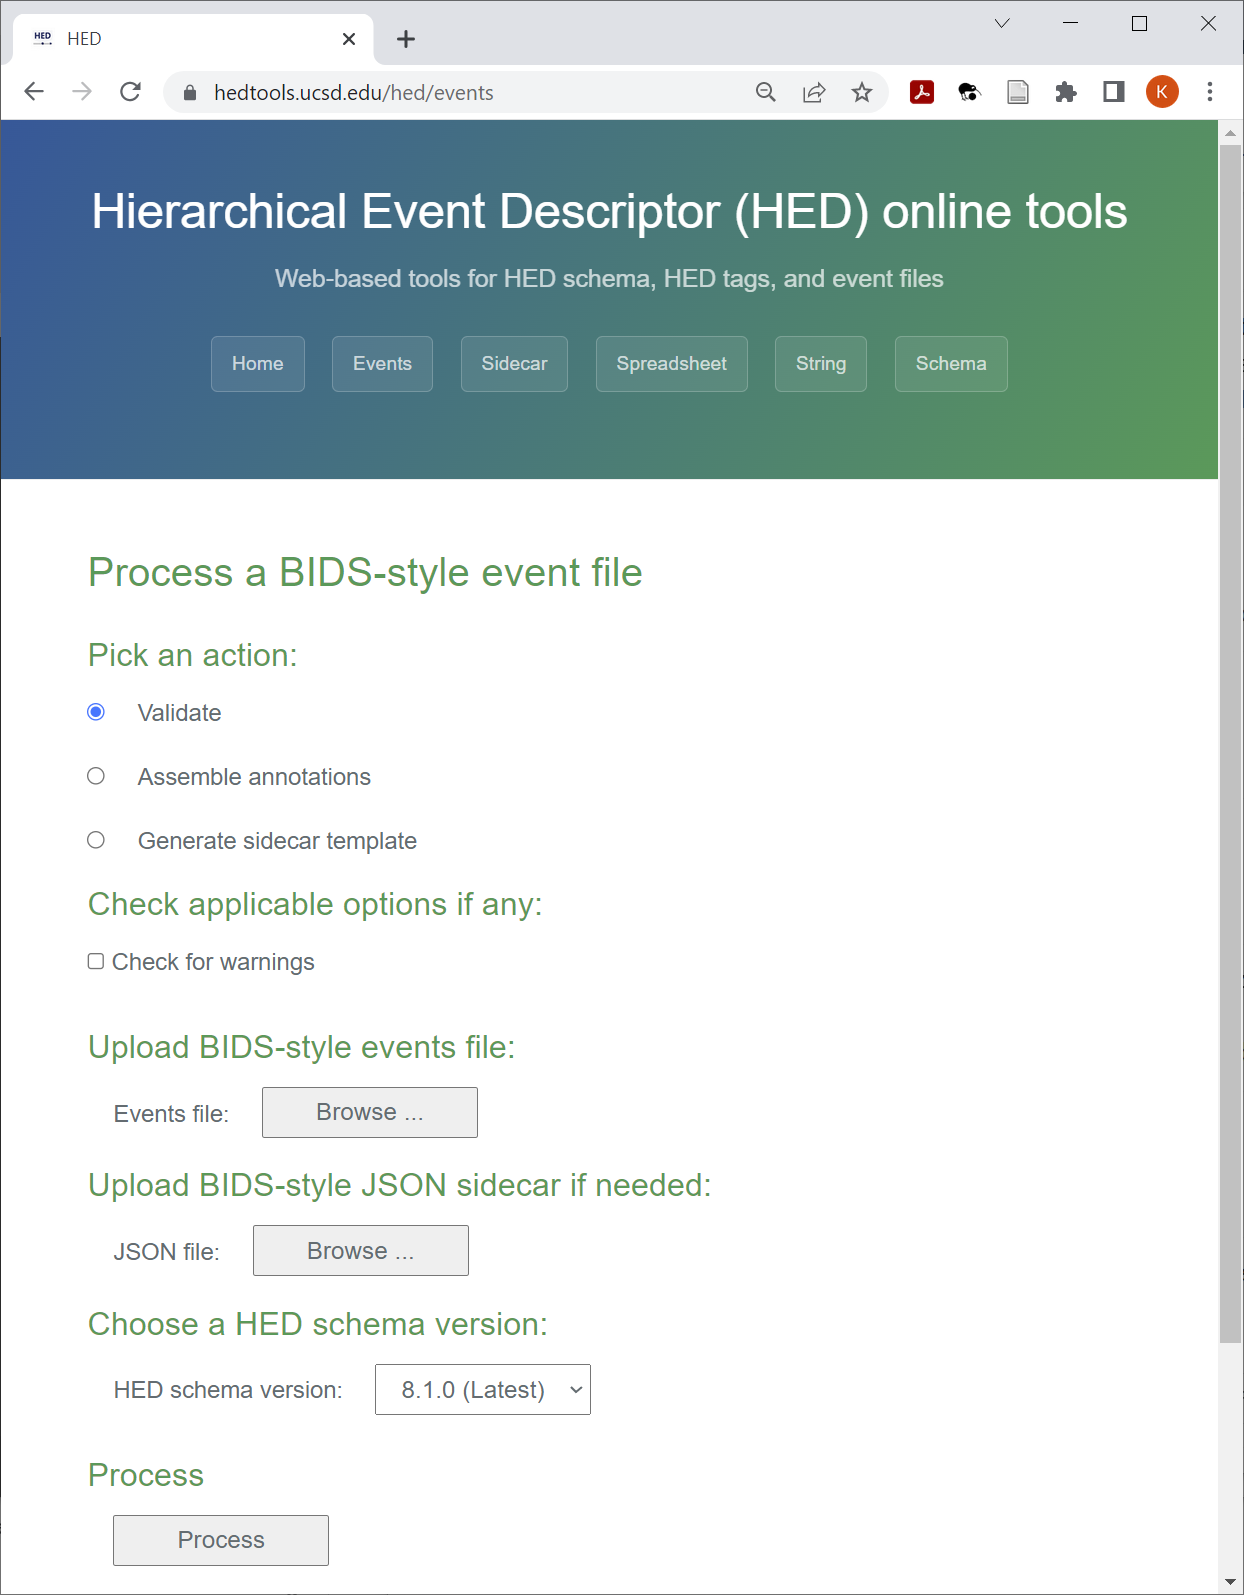 HED
HED
hedtools.ucsd.edu/hed/events
K
Hierarchical Event Descriptor (HED) online tools
Web-based tools for HED schema, HED tags, and event files
Home Events Sidecar Spreadsheet String Schema
Process a BIDS-style event file
Pick an action:
Validate
Assemble annotations
Generate sidecar template
Check applicable options if any:
Check for warnings
Upload BIDS-style events file:
Events file: Browse ...
Upload BIDS-style JSON sidecar if needed:
JSON file: Browse ...
Choose a HED schema version:
HED schema version: 8.1.0 (Latest)
Process
Process